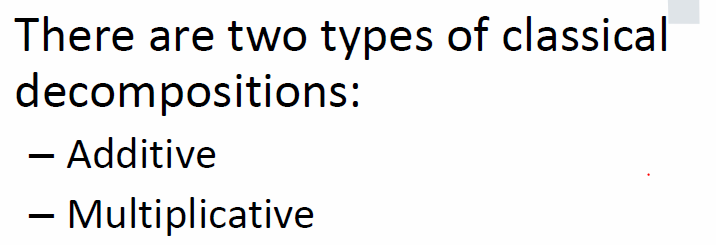 There are two types of classical
decompositions:
– Additive
– Multiplicative